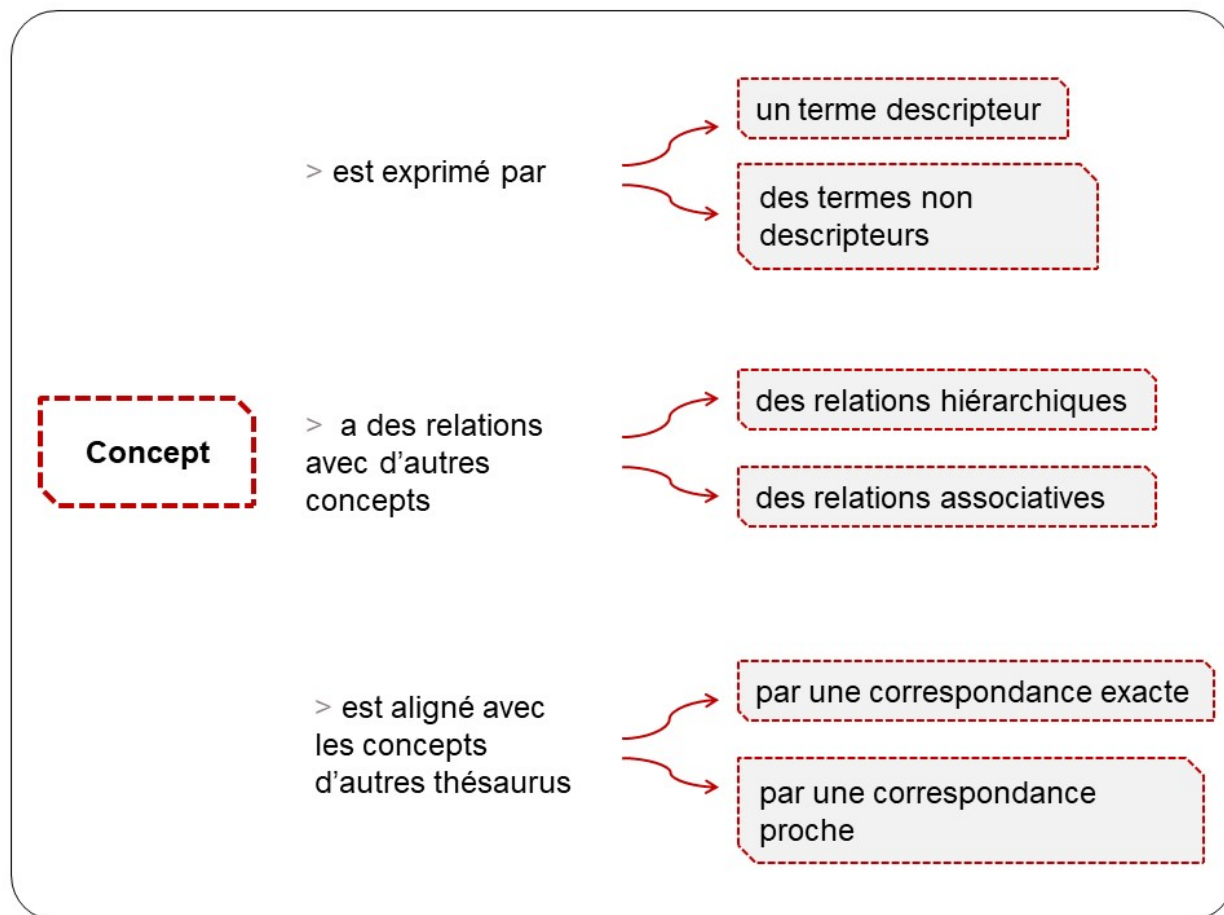 un terme descripteur
> est exprimé par
des termes non
descripteurs
Concept
> a des relations
avec d’autres
concepts
des relations hiérarchiques
des relations associatives
> est aligné avec
les concepts
d’autres thésaurus
par une correspondance exacte
par une correspondance
proche